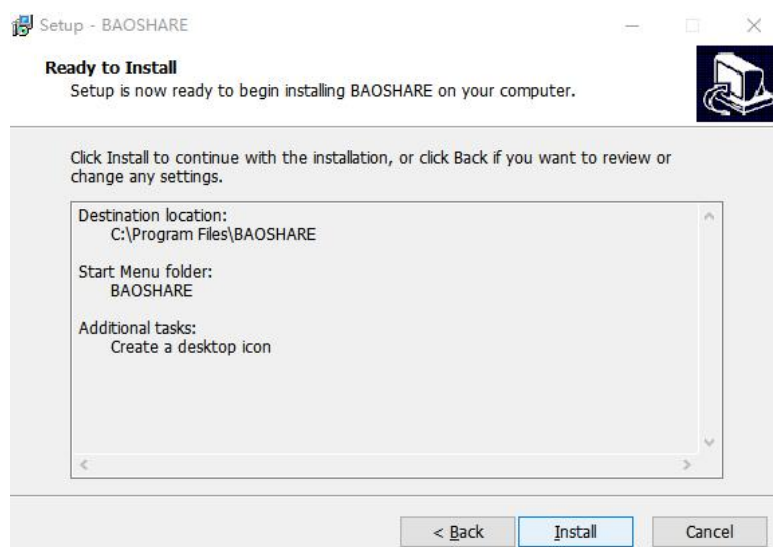 Setup - BAOSHARE
Ready to Install
Setup is now ready to begin installing BAOSHARE on your computer.
Click Install to continue with the installation, or click Back if you want to review or
change any settings.
Destination location:
C:\Program Files\BAOSHARE
Start Menu folder:
BAOSHARE
Additional tasks:
Create a desktop icon
< Back
Install
Cancel